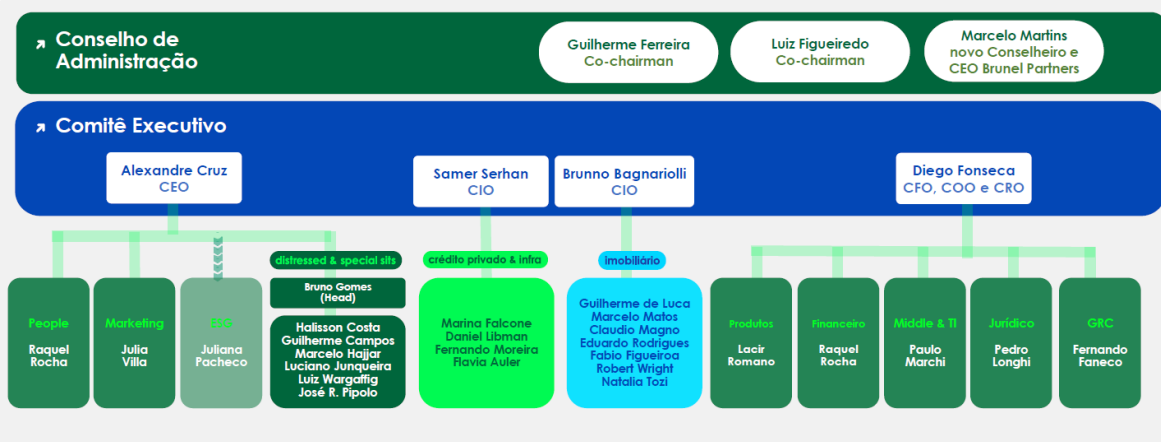 Conselho de
Administração
Guilherme Ferreira
Co-chairman
Luiz Figueiredo
Co-chairman
Marcelo Martins
novo Conselheiro e
CEO Brunel Partners
Comitê Executivo
Alexandre Cruz
CEO
Samer Serhan
CIO
Brunno Bagnariolli
CIO
Diego Fonseca
CFO, COO e CRO
distressed & special sits
crédito privado & infra
imobiliário
People
Raquel
Rocha
Marketing
Julia
Villa
Juliana
Pacheco
Bruno Gomes
(Head)
Halisson Costa
Guilherme Campos
Marcelo Hajjar
Luciano Junqueira
Luiz Wargaffig
José R. Pipolo
Marina Falcone
Daniel Libman
Fernando Moreira
Flavia Auler
Guilherme de Luca
Marcelo Matos
Claudio Magno
Eduardo Rodrigues
Fabio Figueiroa
Robert Wright
Natalia Tozi
Produtos
Lacir
Romano
Financeiro
Raquel
Rocha
Middle & TI
Paulo
Marchi
Jurídico
Pedro
Longhi
GRC
Fernando
Faneco